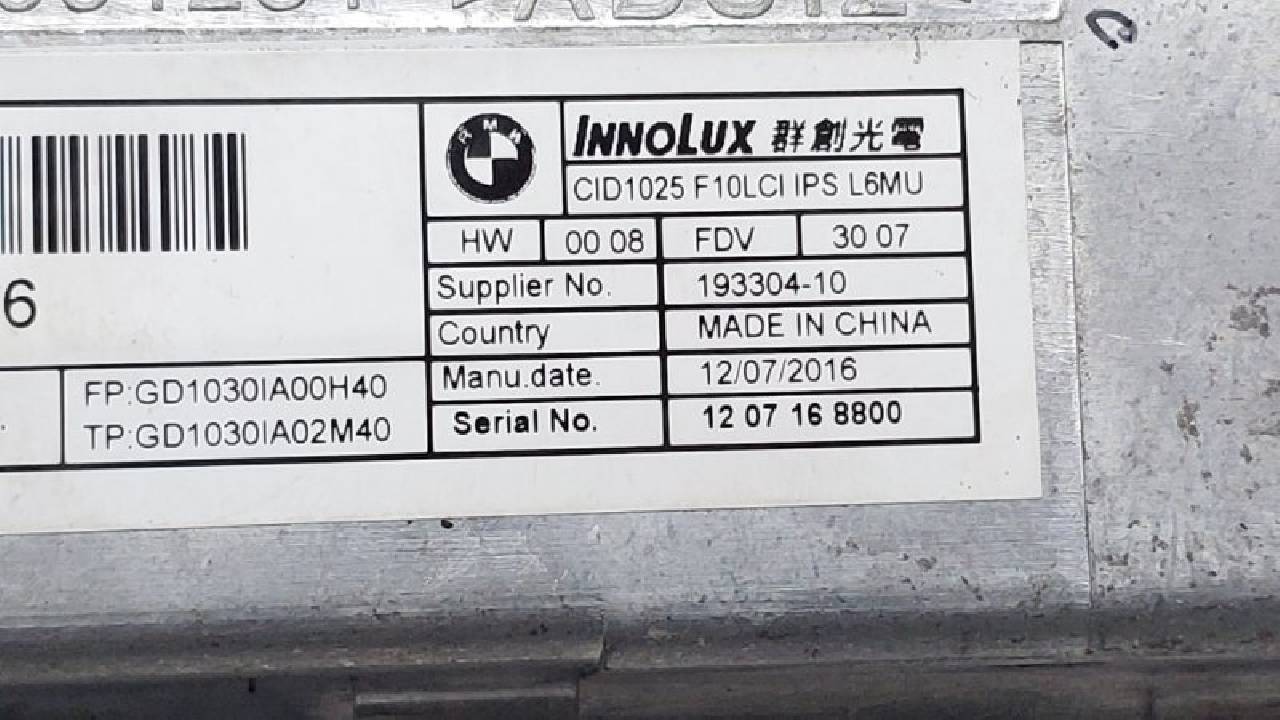 BMW
INNOLUX 群創光電
CID1025 F10LCI IPS L6MU
HW 00 08 FDV 30 07
Supplier No. 193304-10
Country MADE IN CHINA
Manu.date. 12/07/2016
Serial No. 12 07 16 8800
6
FP:GD1030IA00H40
TP:GD1030IA02M40